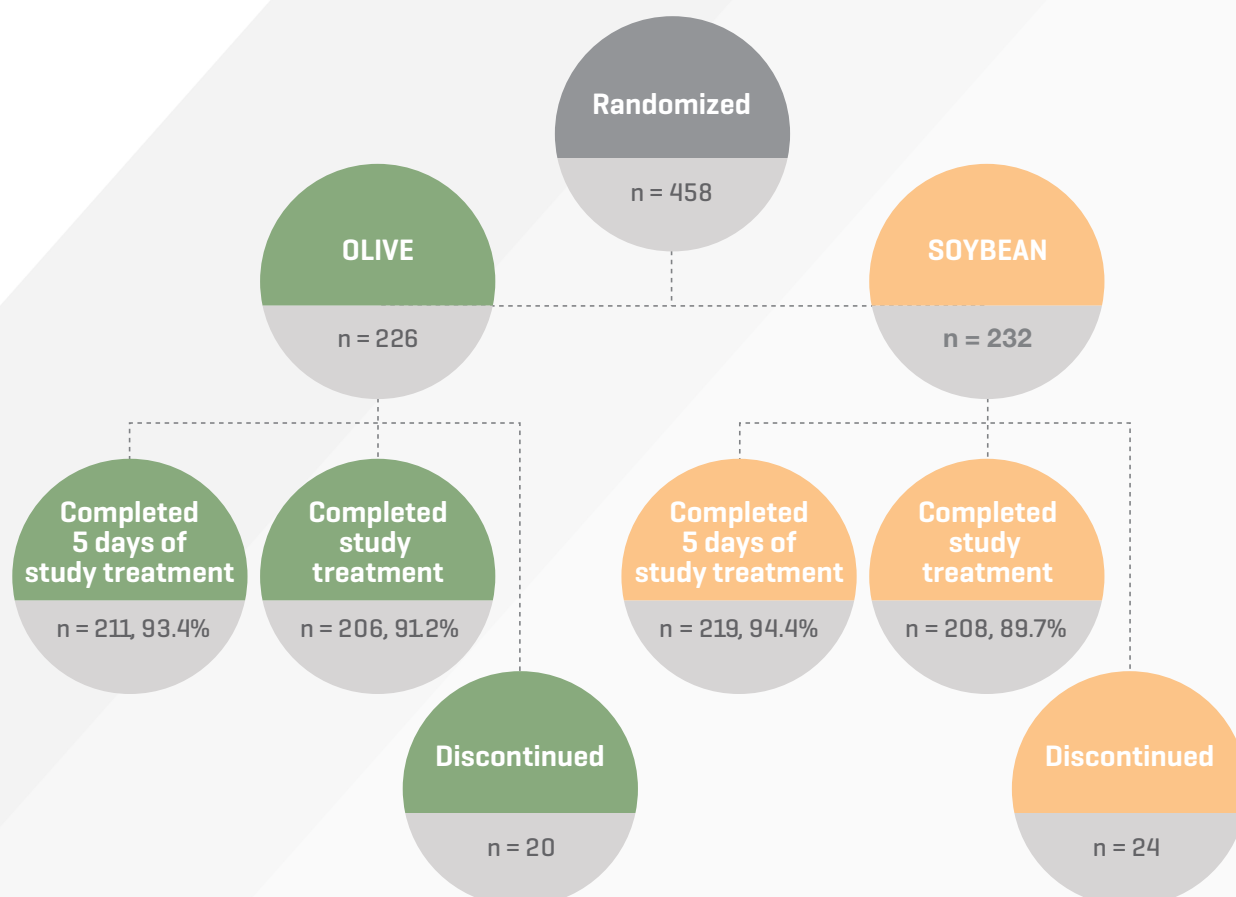 Randomized
n = 458
OLIVE
n = 226
SOYBEAN
n = 232
Completed
5 days of
study treatment
n = 211, 93.4%
Completed
study
treatment
n = 206, 91.2%
Discontinued
n = 20
Completed
5 days of
study treatment
n = 219, 94.4%
Completed
study
treatment
n = 208, 89.7%
Discontinued
n = 24